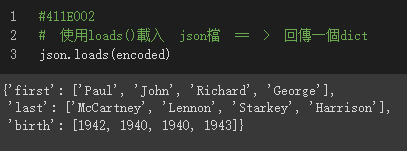 1 #411E002
2 # 使用loads()載入 json檔 == > 回傳一個dict
3 json.loads(encoded)
{'first': ['Paul', 'John', 'Richard', 'George'],
'last': ['McCartney', 'Lennon', 'Starkey', 'Harrison'],
'birth': [1942, 1940, 1940, 1943]}